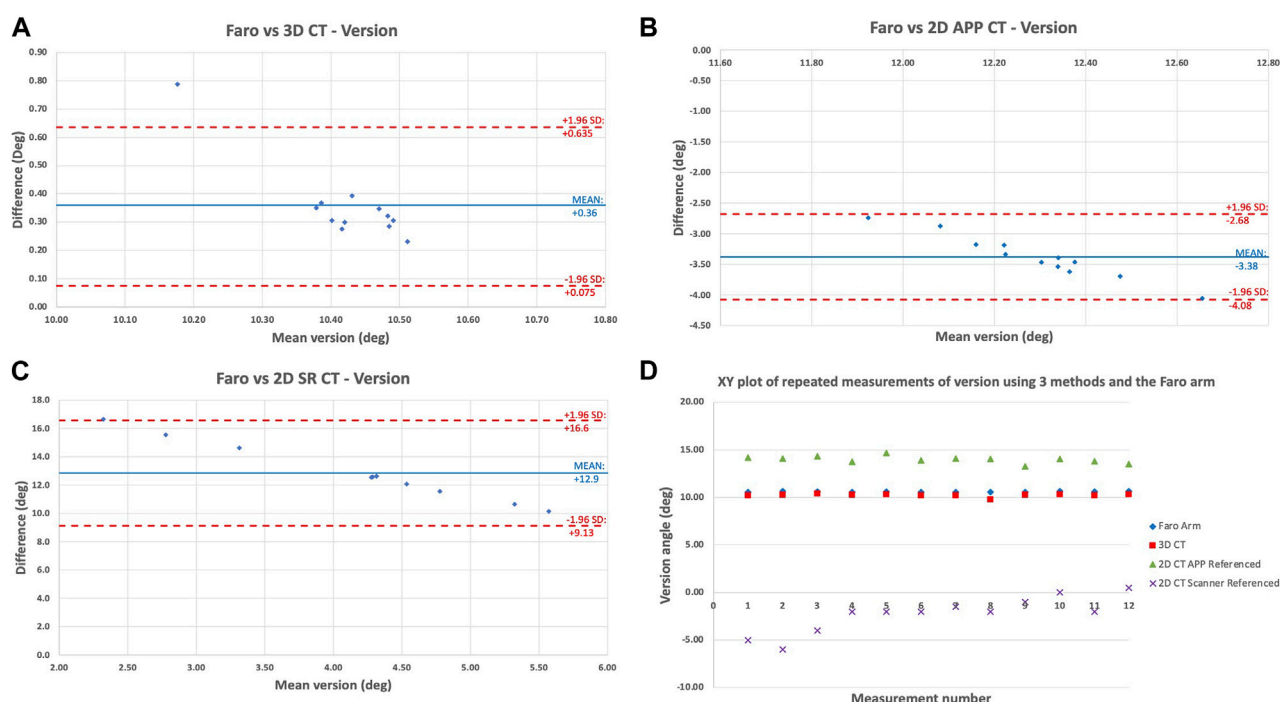 A
Faro vs 3D CT - Version
0.90
0.80
0.70
0.60
0.50
0.40
0.30
0.20
0.10
0.00
Difference (Deg)
+1.96 SD:
+0.635
MEAN:
+0.36
-1.96 SD:
+0.075
10.00 10.10 10.20 10.30 10.40 10.50 10.60 10.70 10.80
Mean version (deg)
B
Faro vs 2D APP CT - Version
0.00
11.60 11.80 12.00 12.20 12.40 12.60 12.80
-0.50
-1.00
-1.50
-2.00
-2.50
-3.00
-3.50
-4.00
-4.50
Difference (deg)
+1.96 SD:
-2.68
MEAN:
-3.38
-1.96 SD:
-4.08
Mean version (deg)
C
Faro vs 2D SR CT - Version
18.0
16.0
14.0
12.0
10.0
8.0
6.0
4.0
2.0
0.0
Difference (deg)
+1.96 SD:
+16.6
MEAN:
+12.9
-1.96 SD:
+9.13
2.00 2.50 3.00 3.50 4.00 4.50 5.00 5.50 6.00
Mean version (deg)
D
XY plot of repeated measurements of version using 3 methods and the Faro arm
20.00
15.00
10.00
5.00
0.00
-5.00
-10.00
Version angle (deg)
0 1 2 3 4 5 6 7 8 9 10 11 12
Faro Arm
3D CT
2D CT APP Referenced
2D CT Scanner Referenced
Measurement number